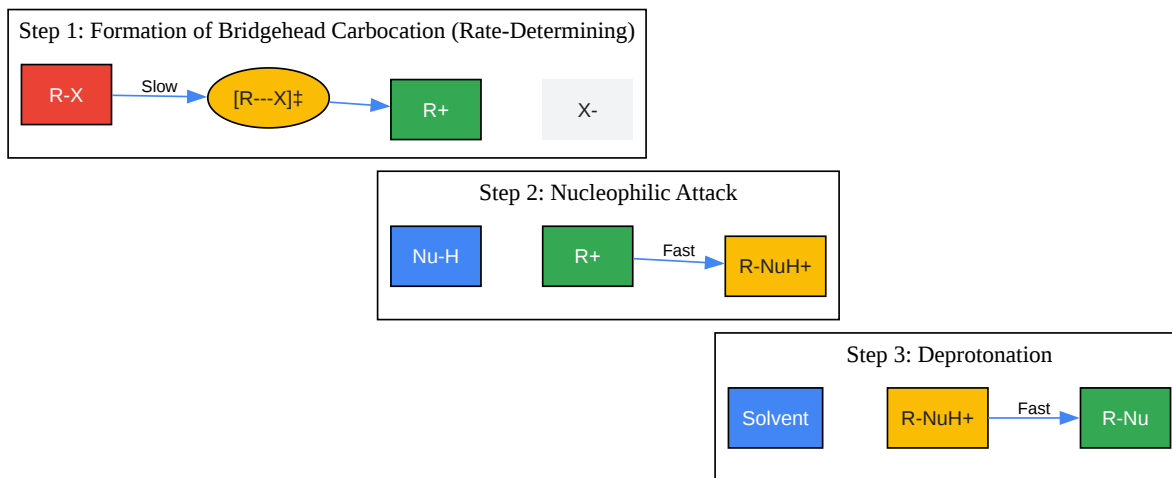 Step 1: Formation of Bridgehead Carbocation (Rate-Determining)
R-X
Slow
[R---X]‡
R+
X-
Step 2: Nucleophilic Attack
Nu-H
R+
Fast
R-NuH+
Step 3: Deprotonation
Solvent
R-NuH+
Fast
R-Nu